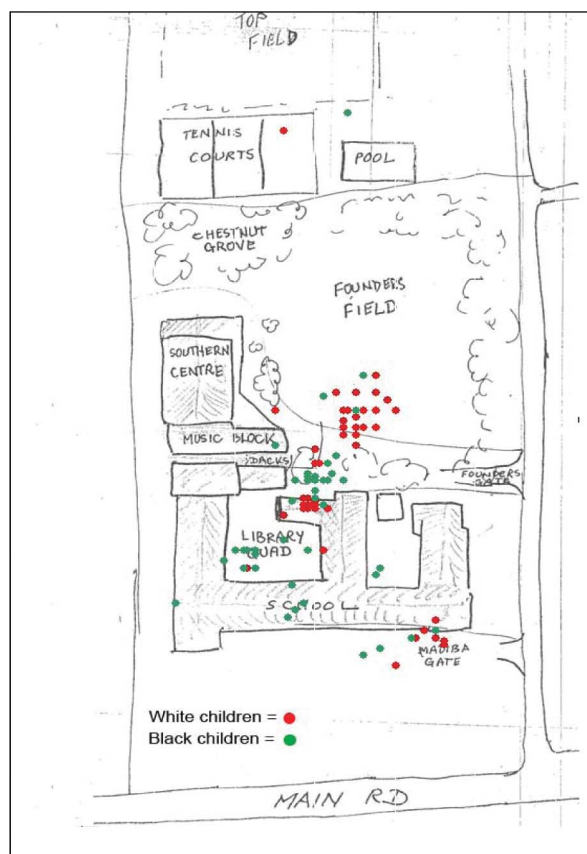 TOP
FIELD
TENNIS
COURTS
POOL
CHESTNUT
GROVE
FOUNDERS
FIELD
SOUTHERN
CENTRE
MUSIC BLOCK
DACKS
FOUNDERS
GATE
LIBRARY
QUAD
SCHOOL
MADIBA
GATE
White children =
Black children =
MAIN RD